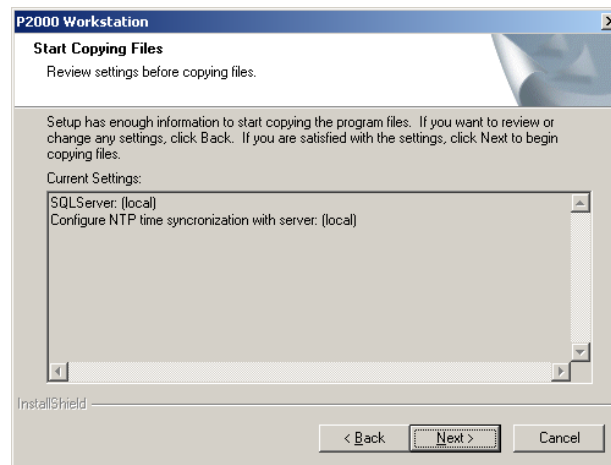 P2000 Workstation
Start Copying Files
Review settings before copying files.
Setup has enough information to start copying the program files. If you want to review or
change any settings, click Back. If you are satisfied with the settings, click Next to begin
copying files.
Current Settings:
SQLServer: (local)
Configure NTP time syncronization with server: (local)
InstallShield
< Back
Next >
Cancel